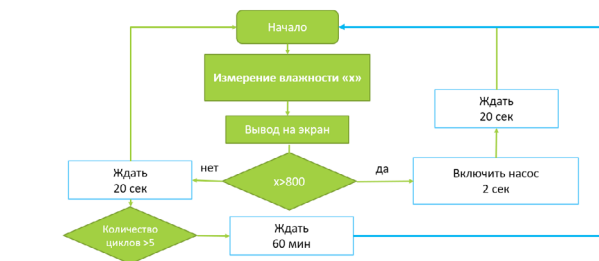 Начало
Измерение влажности «х»
Вывод на экран
х>800
нет
да
Ждать
20 сек
Количество
циклов >5
Ждать
60 мин
Включить насос
2 сек
Ждать
20 сек